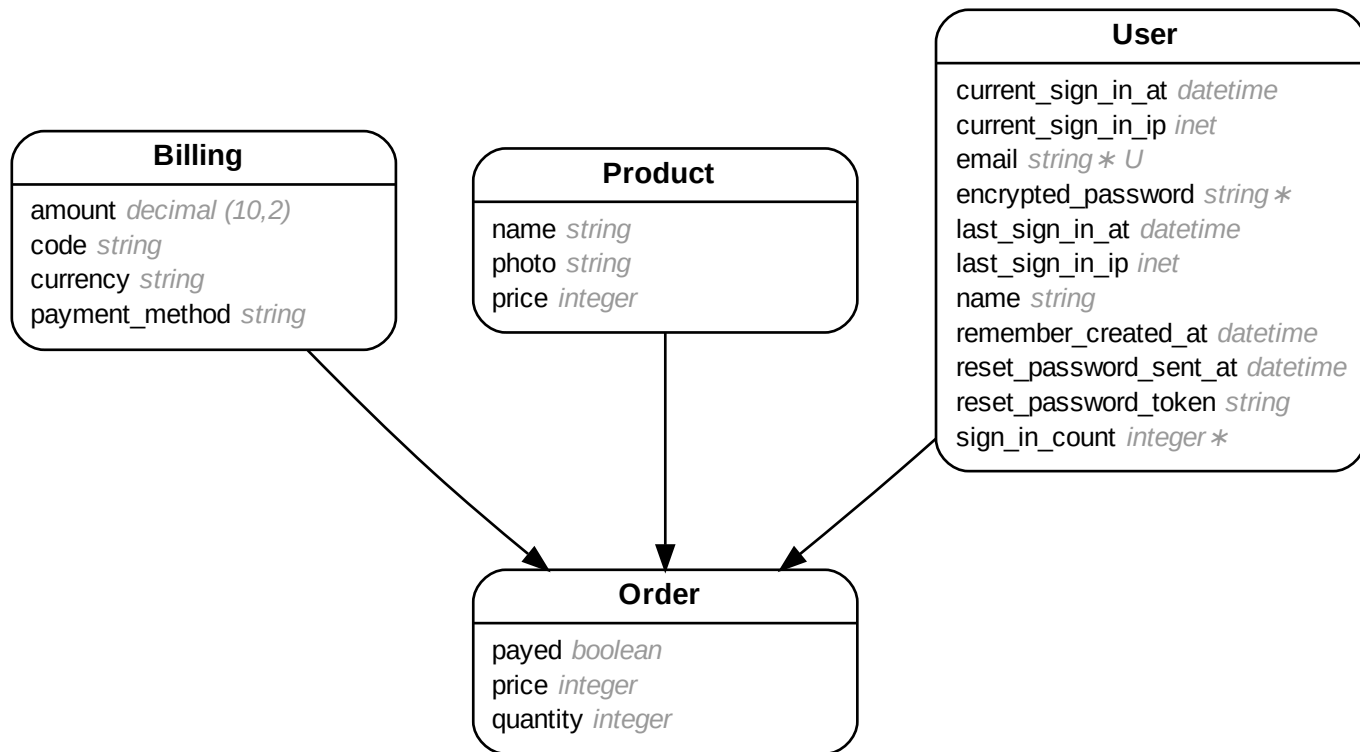 Billing
amount decimal (10,2)
code string
currency string
payment_method string
Product
name string
photo string
price integer
User
current_sign_in_at datetime
current_sign_in_ip inet
email string∗ U
encrypted_password string∗
last_sign_in_at datetime
last_sign_in_ip inet
name string
remember_created_at datetime
reset_password_sent_at datetime
reset_password_token string
sign_in_count integer∗
Order
payed boolean
price integer
quantity integer